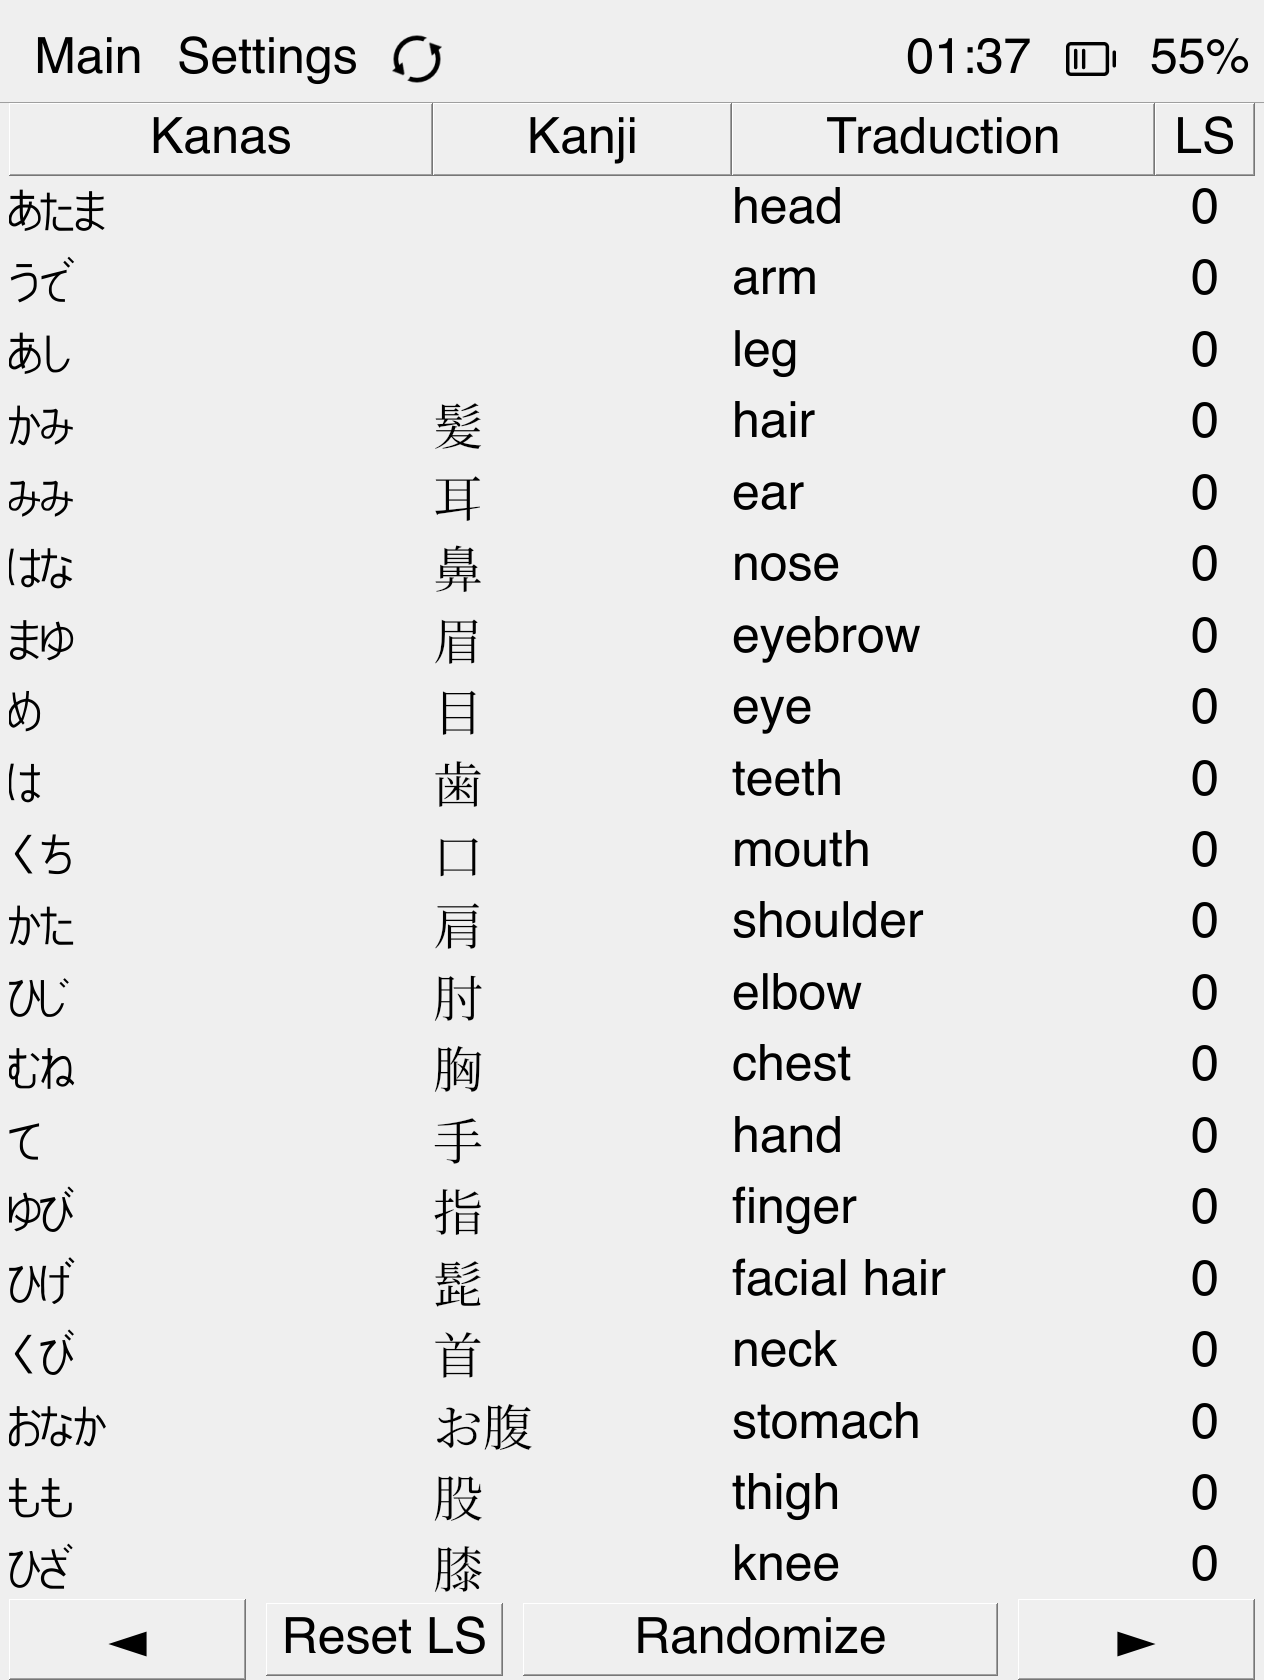 Main Settings 01:37 55%
Kanas Kanji Traduction LS
あたま head 0
うで arm 0
あし leg 0
かみ 髪 hair 0
みみ 耳 ear 0
はな 鼻 nose 0
まゆ 眉 eyebrow 0
め 目 eye 0
は 歯 teeth 0
くち 口 mouth 0
かた 肩 shoulder 0
ひじ 肘 elbow 0
むね 胸 chest 0
て 手 hand 0
ゆび 指 finger 0
ひげ 髭 facial hair 0
くび 首 neck 0
おなか お腹 stomach 0
もも 股 thigh 0
ひざ 膝 knee 0
◄ Reset LS Randomize ►